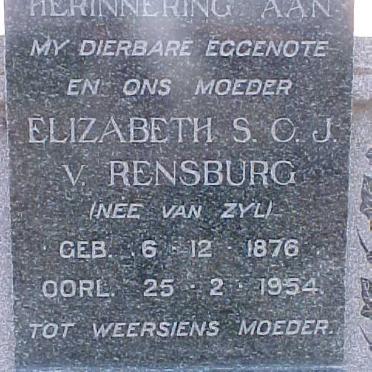 HERINNERING AAN
MY DIERBARE EGGENOTE
EN ONS MOEDER
ELIZABETH S. C. J.
V. RENSBURG
(NEE VAN ZYL)
GEB. 6 · 12 · 1876
OORL. 25 · 2 · 1954
TOT WEERSIENS MOEDER.